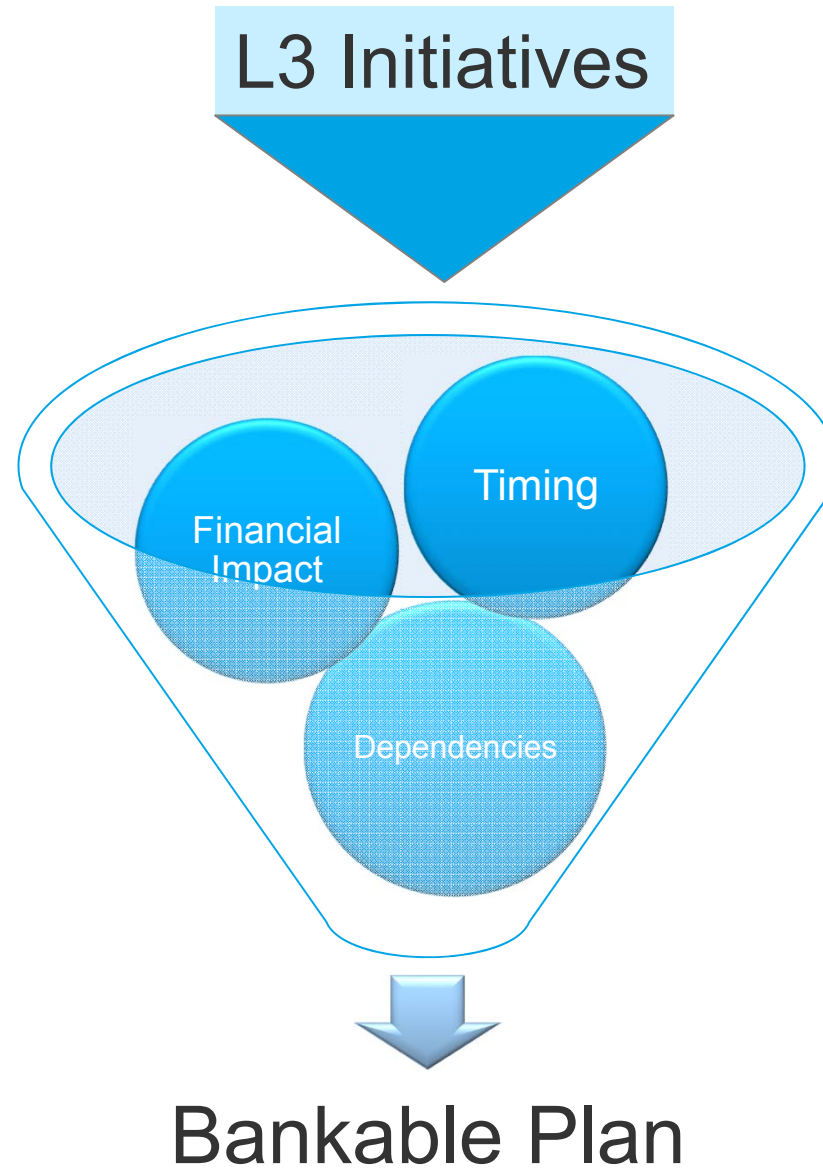 L3 Initiatives
Timing
Financial
Impact
Dependencies
Bankable Plan